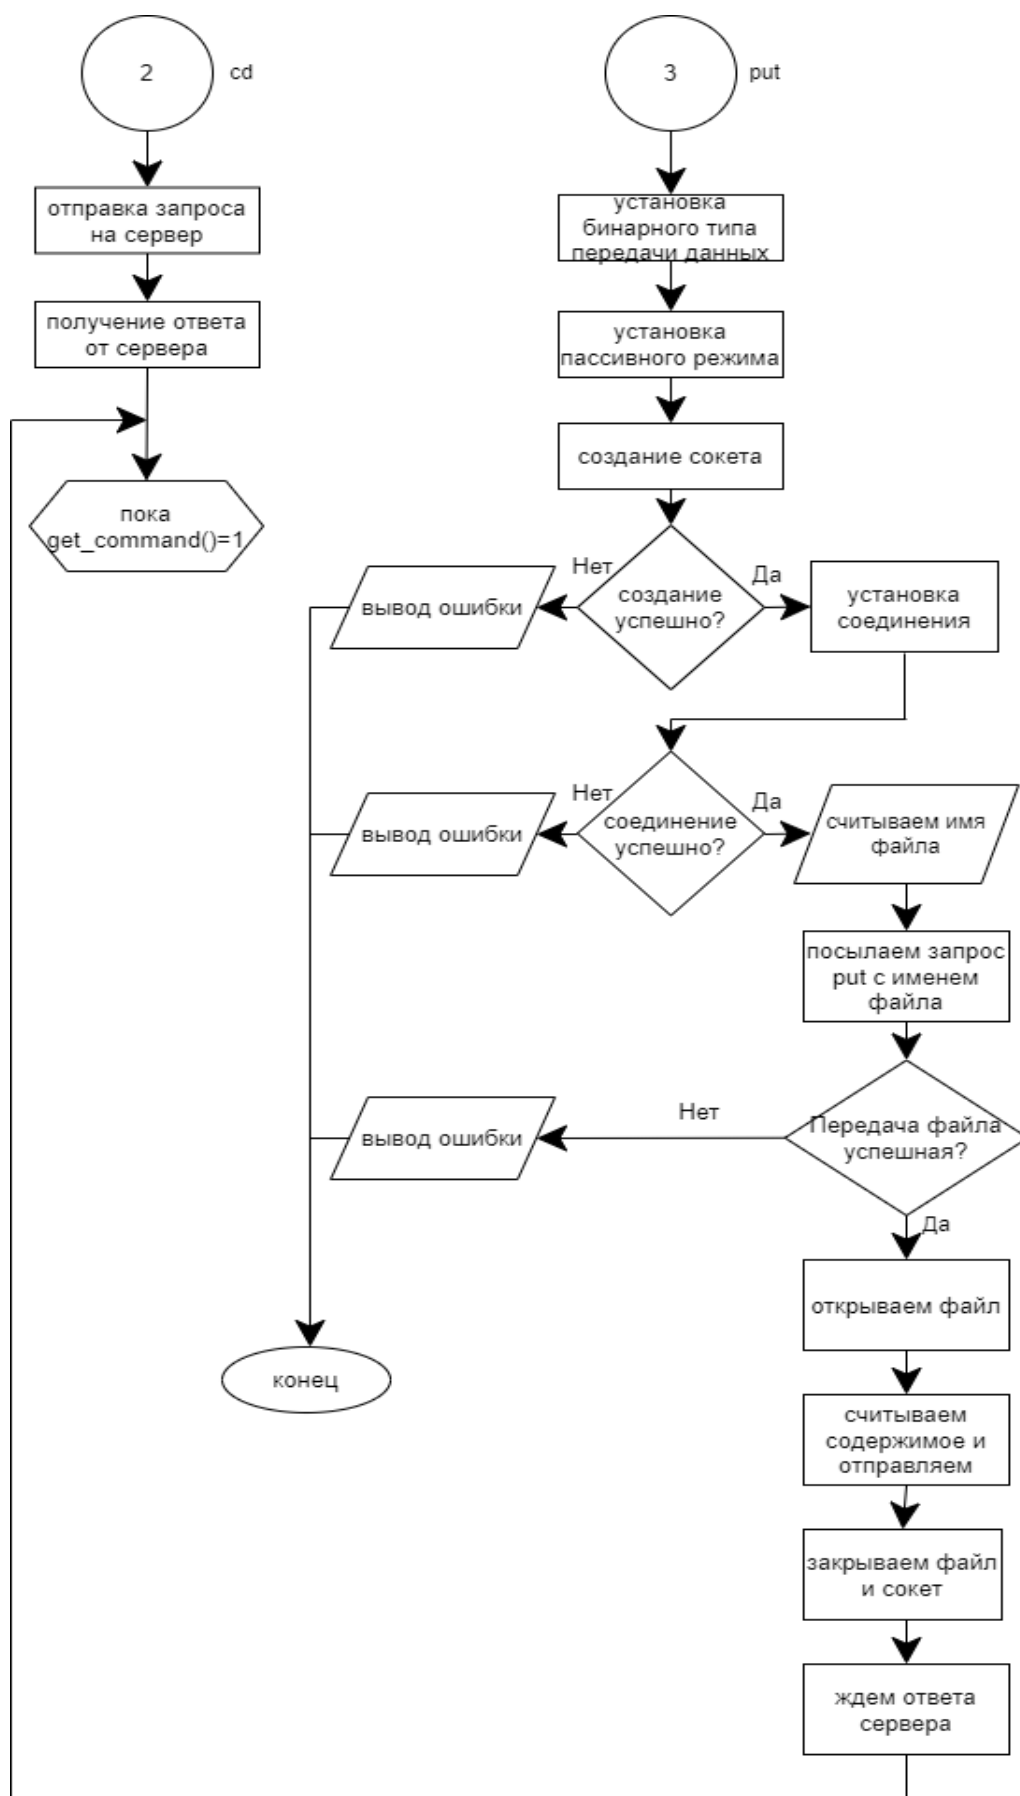 2
cd
отправка запроса
на сервер
получение ответа
от сервера
пока
get_command()=1
3
put
установка
бинарного типа
передачи данных
установка
пассивного режима
создание сокета
создание
успешно?
Нет
Да
вывод ошибки
установка
соединения
соединение
успешно?
Нет
Да
вывод ошибки
считываем имя
файла
посылаем запрос
put с именем
файла
Передача файла
успешная?
Нет
Да
вывод ошибки
конец
открываем файл
считываем
содержимое и
отправляем
закрываем файл
и сокет
ждем ответа
сервера